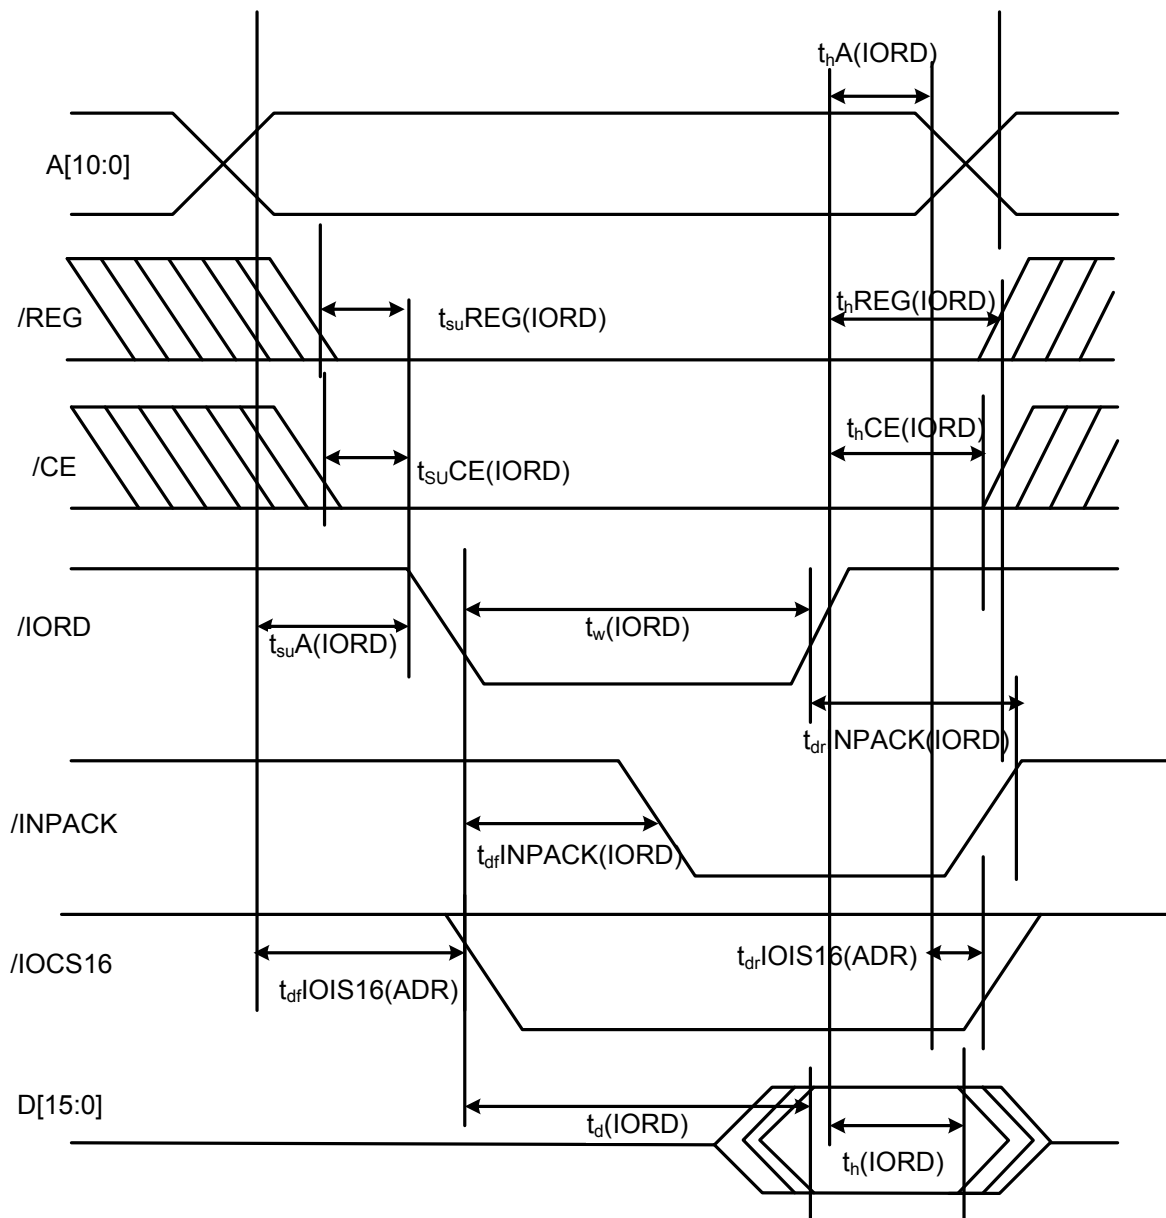 thA(IORD)
A[10:0]
/REG
tsuREG(IORD)
thREG(IORD)
/CE
tSUCE(IORD)
thCE(IORD)
/IORD
tsuA(IORD)
tw(IORD)
tdr NPACK(IORD)
/INPACK
tdfINPACK(IORD)
/IOCS16
tdfIOIS16(ADR)
tdrIOIS16(ADR)
D[15:0]
td(IORD)
th(IORD)